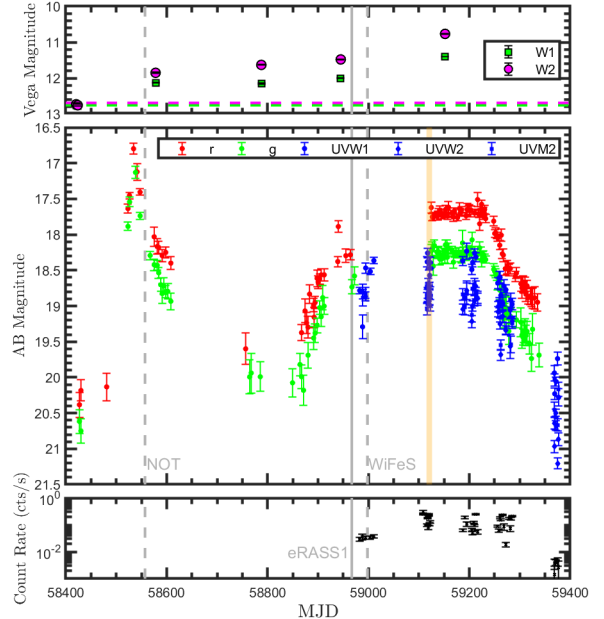 Vega Magnitude
10
11
12
13
W1
W2
AB Magnitude
16.5
17
17.5
18
18.5
19
19.5
20
20.5
21
21.5
r g UVW1 UVW2 UVM2
NOT
WiFeS
Count Rate (cts/s)
10^0
10^-2
eRASS1
58400 58600 58800 59000 59200 59400
MJD